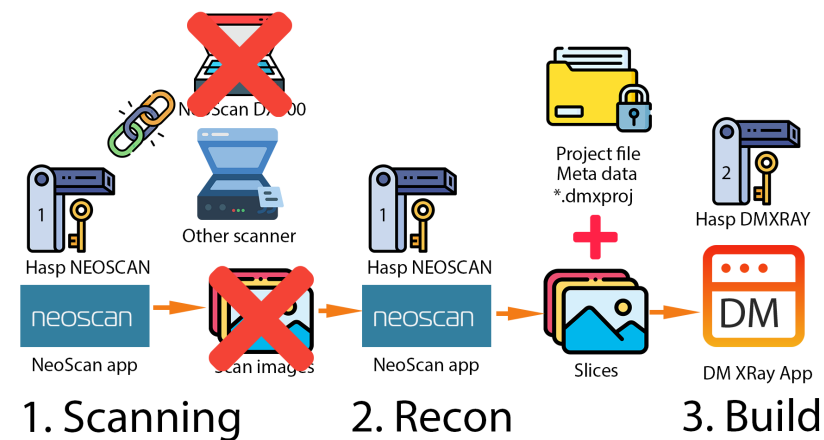 NeoScan DX100
Other scanner
1
Hasp NEOSCAN
neoscan
NeoScan app
Scan images
1. Scanning
1
Hasp NEOSCAN
neoscan
NeoScan app
2. Recon
Project file
Meta data
*.dmxproj
Slices
2
Hasp DMXRAY
DM
DM XRay App
3. Build